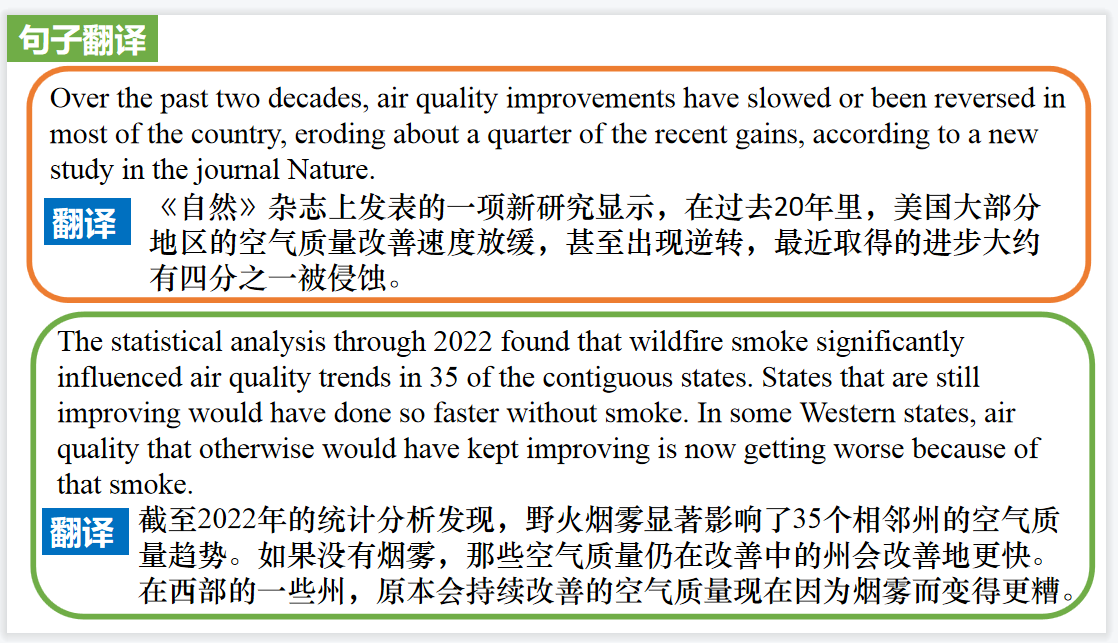 句子翻译
Over the past two decades, air quality improvements have slowed or been reversed in
most of the country, eroding about a quarter of the recent gains, according to a new
study in the journal Nature.
翻译
《自然》杂志上发表的一项新研究显示，在过去20年里，美国大部分
地区的空气质量改善速度放缓，甚至出现逆转，最近取得的进步大约
有四分之一被侵蚀。
The statistical analysis through 2022 found that wildfire smoke significantly
influenced air quality trends in 35 of the contiguous states. States that are still
improving would have done so faster without smoke. In some Western states, air
quality that otherwise would have kept improving is now getting worse because of
that smoke.
翻译
截至2022年的统计分析发现，野火烟雾显著影响了35个相邻州的空气质
量趋势。如果没有烟雾，那些空气质量仍在改善中的州会改善地更快。
在西部的一些州，原本会持续改善的空气质量现在因为烟雾而变得更糟。